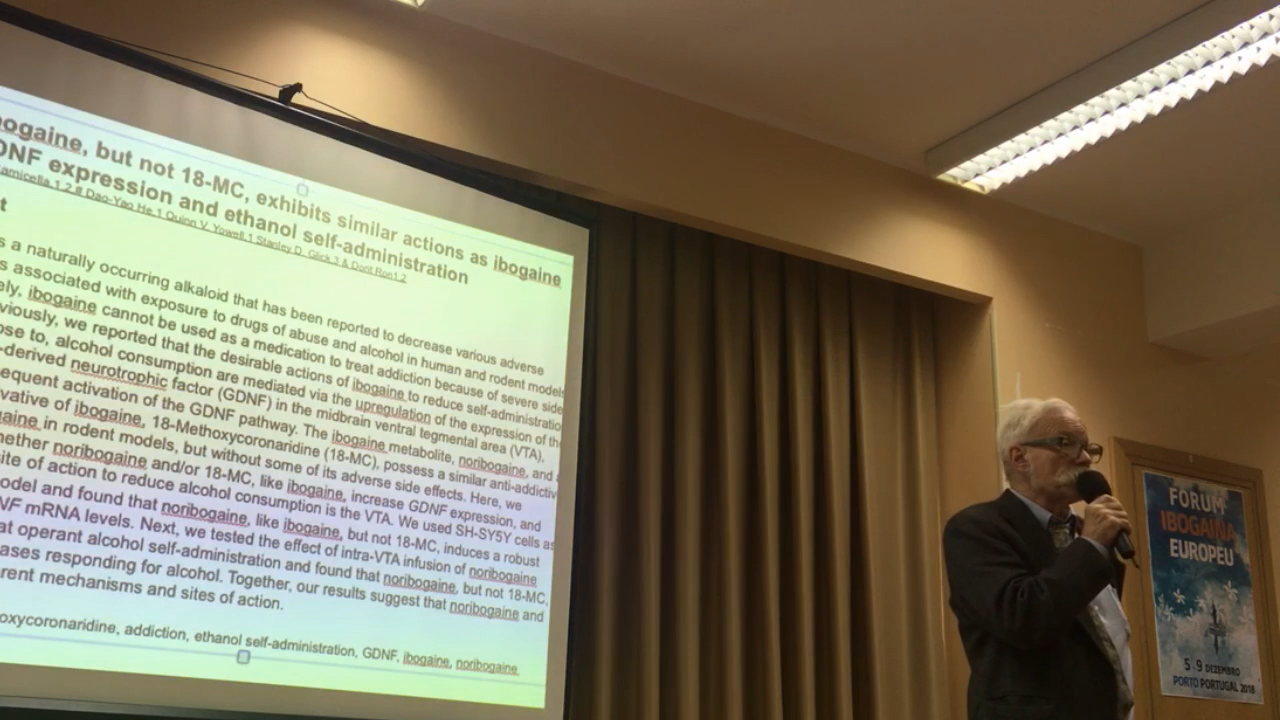 ogaine, but not 18-MC, exhibits similar actions as ibogaine
DNF expression and ethanol self-administration
amicella,1,2,# Dao-Yao He,1 Quinn V. Yowell,1 Stanley D. Glick,3 & Dorit Ron1,2
t
s a naturally occurring alkaloid that has been reported to decrease various adverse
s associated with exposure to drugs of abuse and alcohol in human and rodent models
ely, ibogaine cannot be used as a medication to treat addiction because of severe side
viously, we reported that the desirable actions of ibogaine to reduce self-administratio
ose to, alcohol consumption are mediated via the upregulation of the expression of th
-derived neurotrophic factor (GDNF) in the midbrain ventral tegmental area (VTA),
equent activation of the GDNF pathway. The ibogaine metabolite, noribogaine, and a
vative of ibogaine, 18-Methoxycoronaridine (18-MC), possess a similar anti-addictiv
aine in rodent models, but without some of its adverse side effects. Here, we
hether noribogaine and/or 18-MC, like ibogaine, increase GDNF expression, and
site of action to reduce alcohol consumption is the VTA. We used SH-SY5Y cells as
odel and found that noribogaine, like ibogaine, but not 18-MC, induces a robust
NF mRNA levels. Next, we tested the effect of intra-VTA infusion of noribogaine
at operant alcohol self-administration and found that noribogaine, but not 18-MC,
ases responding for alcohol. Together, our results suggest that noribogaine and
rent mechanisms and sites of action.
oxycoronaridine, addiction, ethanol self-administration, GDNF, ibogaine, noribogaine
FORUM
IBOGAINA
EUROPEU
5-9 DEZEMBRO
PORTO PORTUGAL 2018